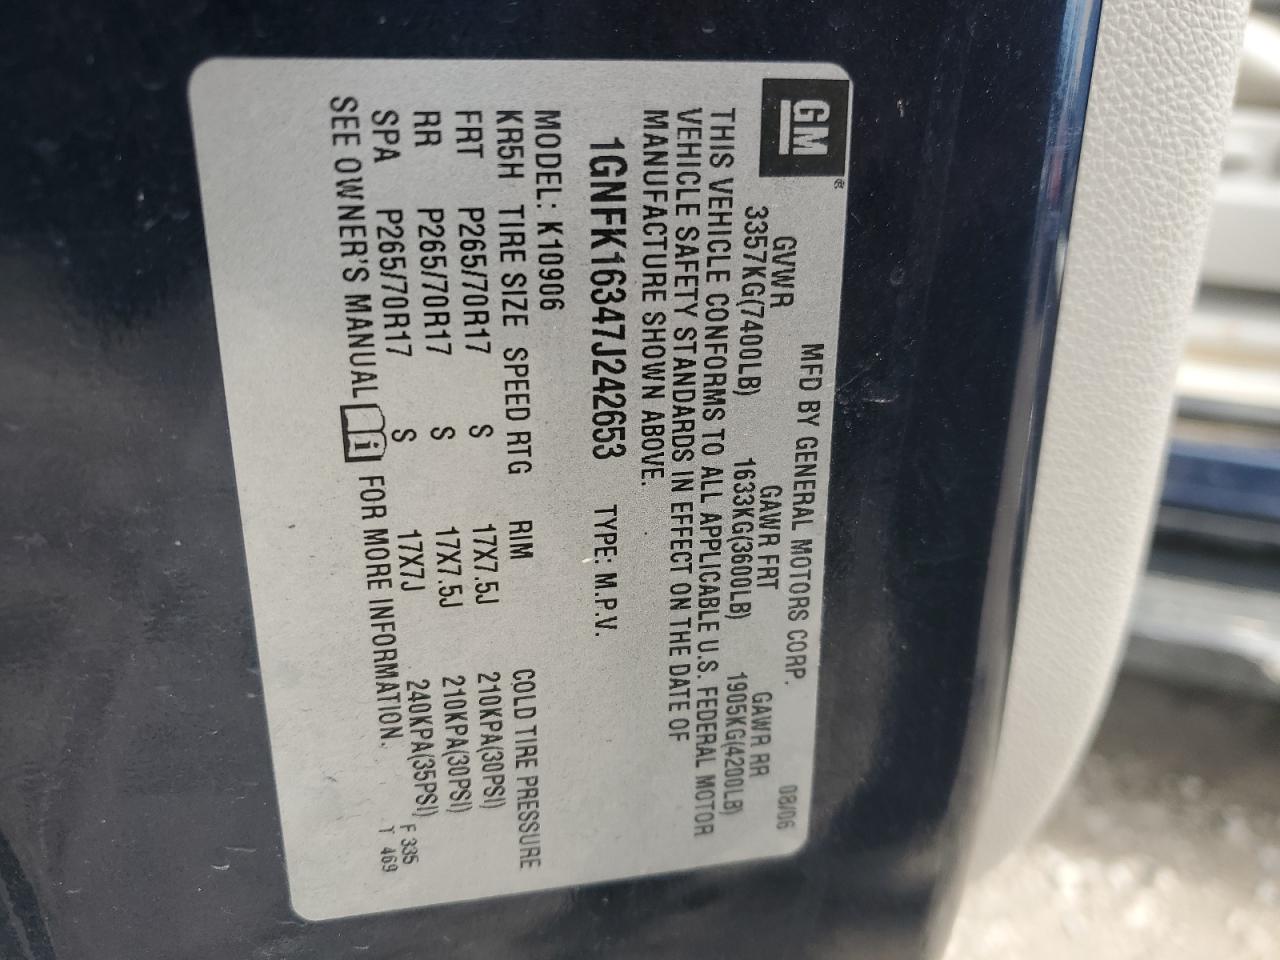 GM®
MFD BY GENERAL MOTORS CORP. 08/06
GVWR GAWR FRT GAWR RR
3357KG(7400LB) 1633KG(3600LB) 1905KG(4200LB)
THIS VEHICLE CONFORMS TO ALL APPLICABLE U.S. FEDERAL MOTOR
VEHICLE SAFETY STANDARDS IN EFFECT ON THE DATE OF
MANUFACTURE SHOWN ABOVE.
1GNFK16347J242653 TYPE: M.P.V.
MODEL: K10906
KR5H TIRE SIZE SPEED RTG RIM COLD TIRE PRESSURE
FRT P265/70R17 S 17X7.5J 210KPA(30PSI)
RR P265/70R17 S 17X7.5J 210KPA(30PSI)
SPA P265/70R17 S 17X7J 240KPA(35PSI)
SEE OWNER'S MANUAL i FOR MORE INFORMATION.
F 335
T 469